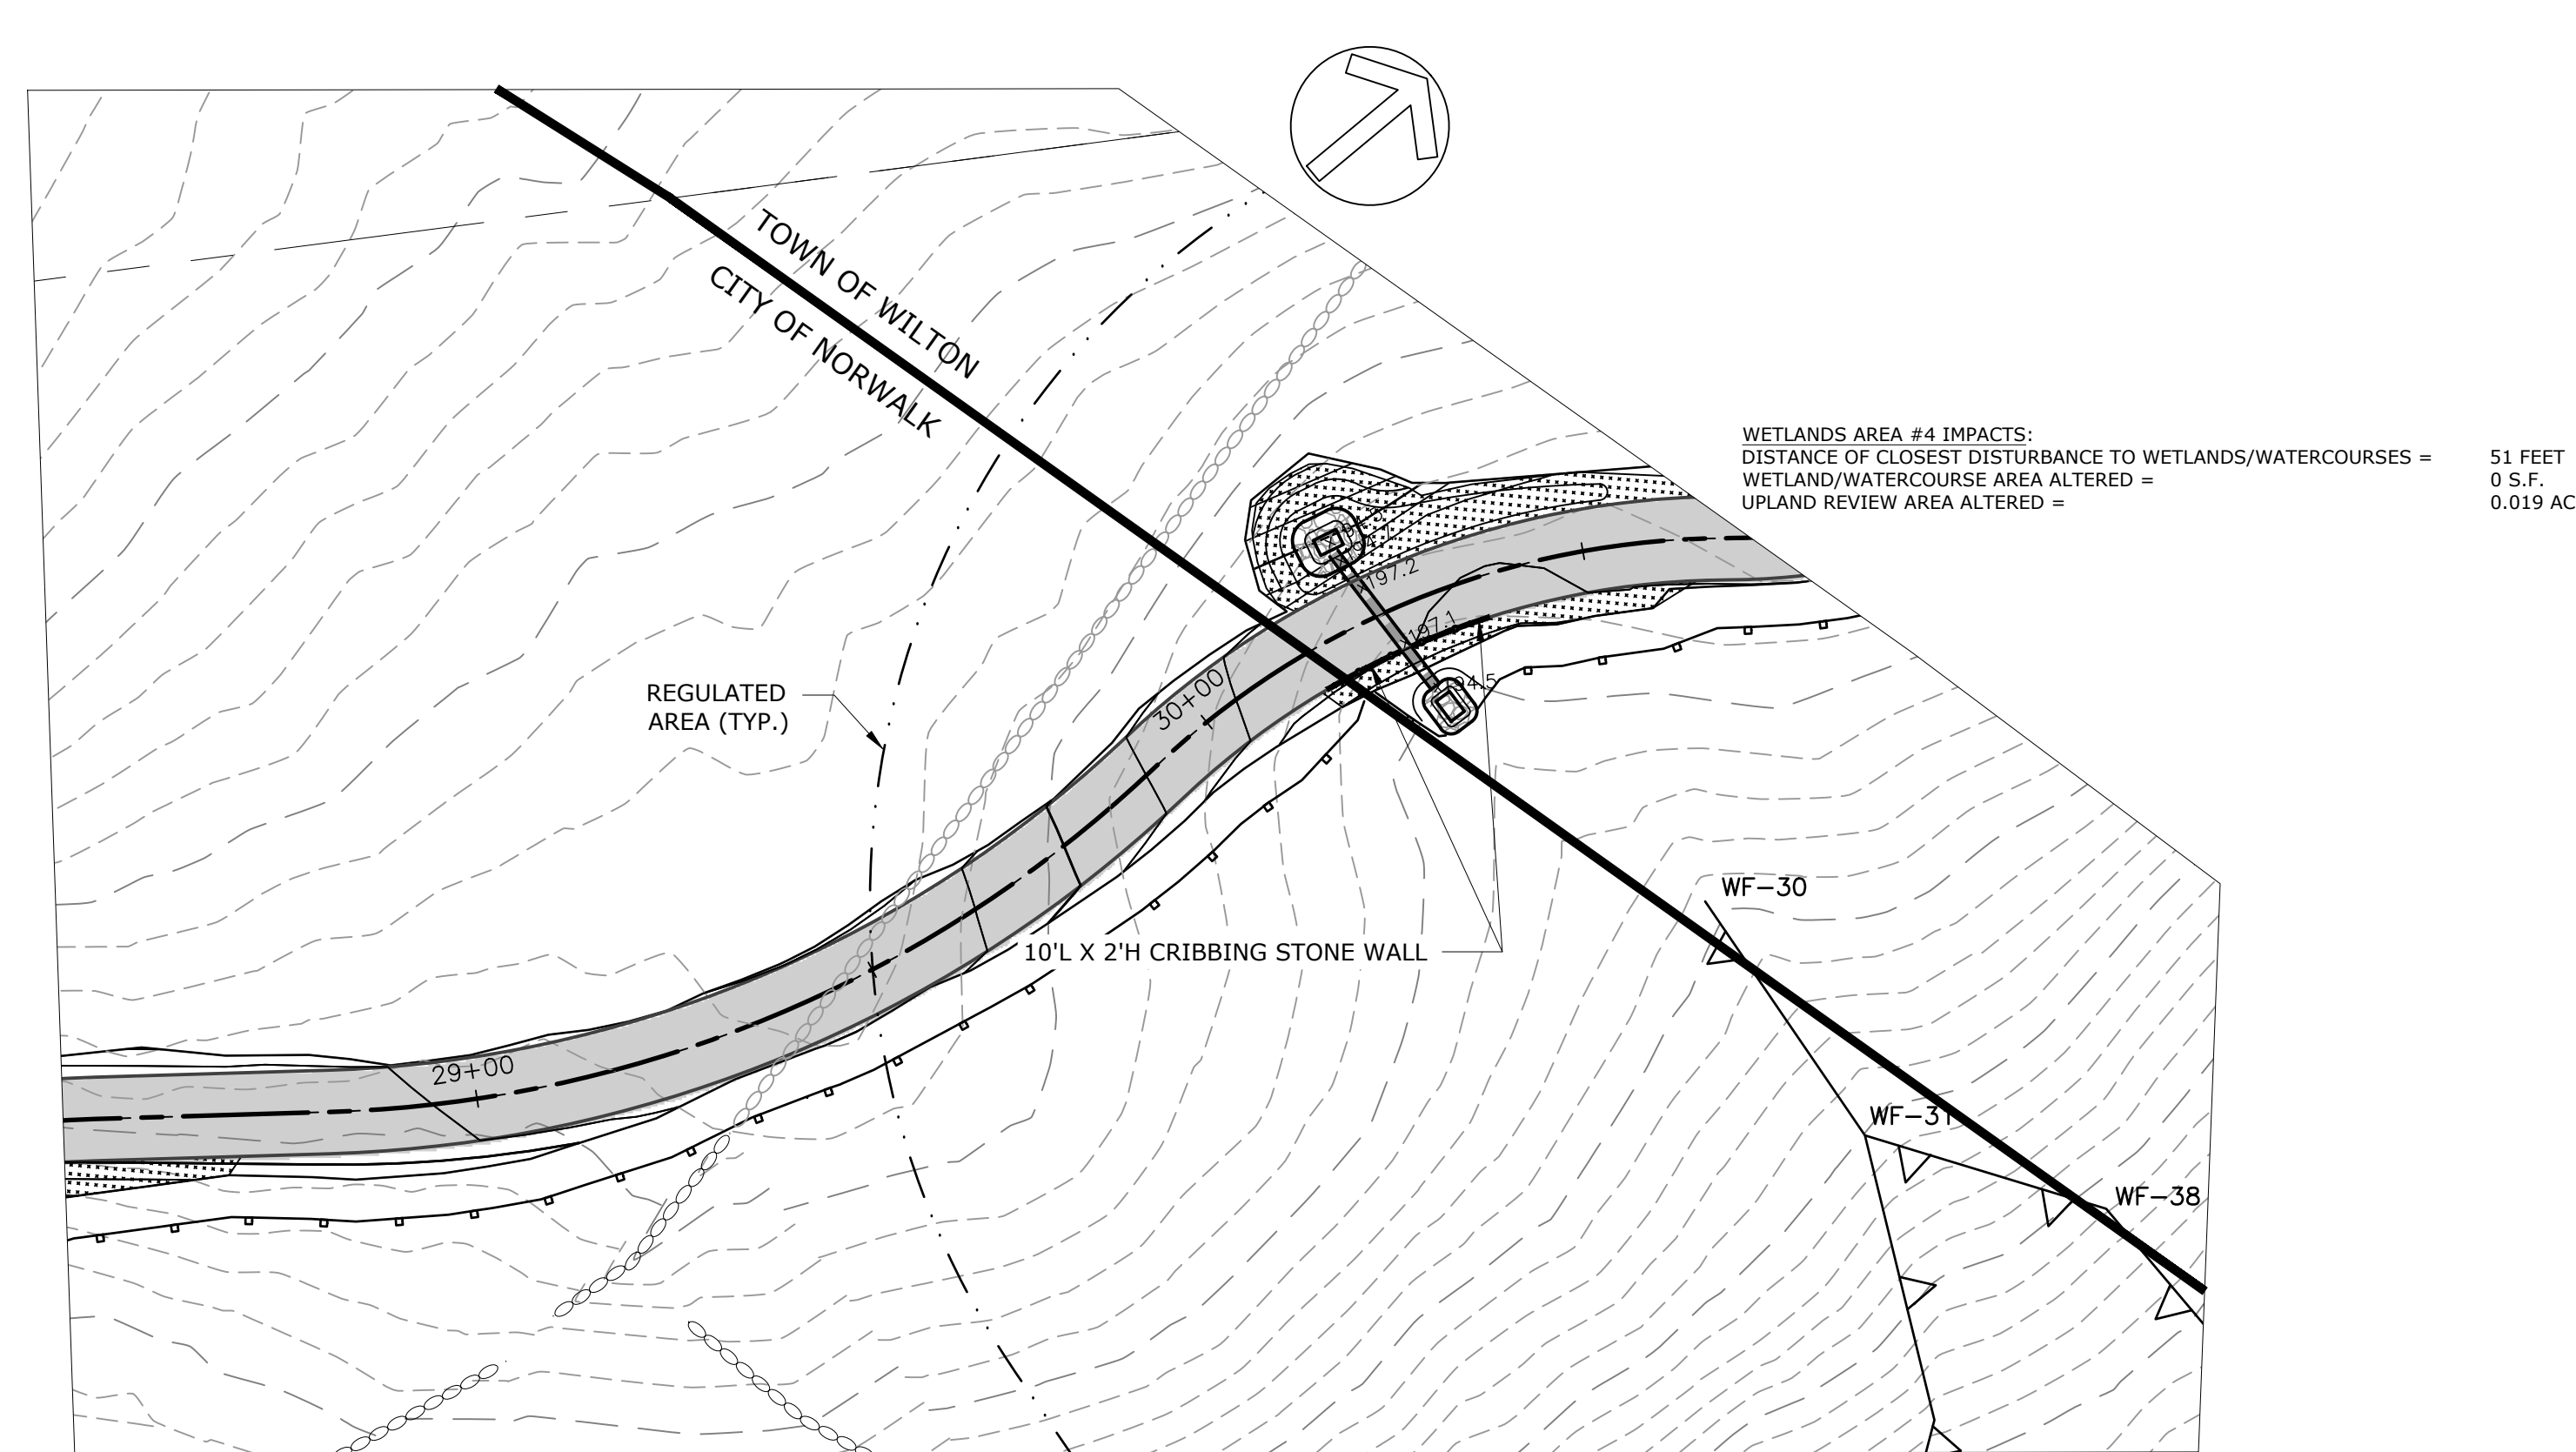 TOWN OF WILTON
CITY OF NORWALK
WETLANDS AREA #4 IMPACTS:
DISTANCE OF CLOSEST DISTURBANCE TO WETLANDS/WATERCOURSES = 51 FEET
WETLAND/WATERCOURSE AREA ALTERED = 0 S.F.
UPLAND REVIEW AREA ALTERED = 0.019 AC
197.2
197.1
94.5
REGULATED
AREA (TYP.)
30+00
WF-30
10'L X 2'H CRIBBING STONE WALL
29+00
WF-31
WF-38